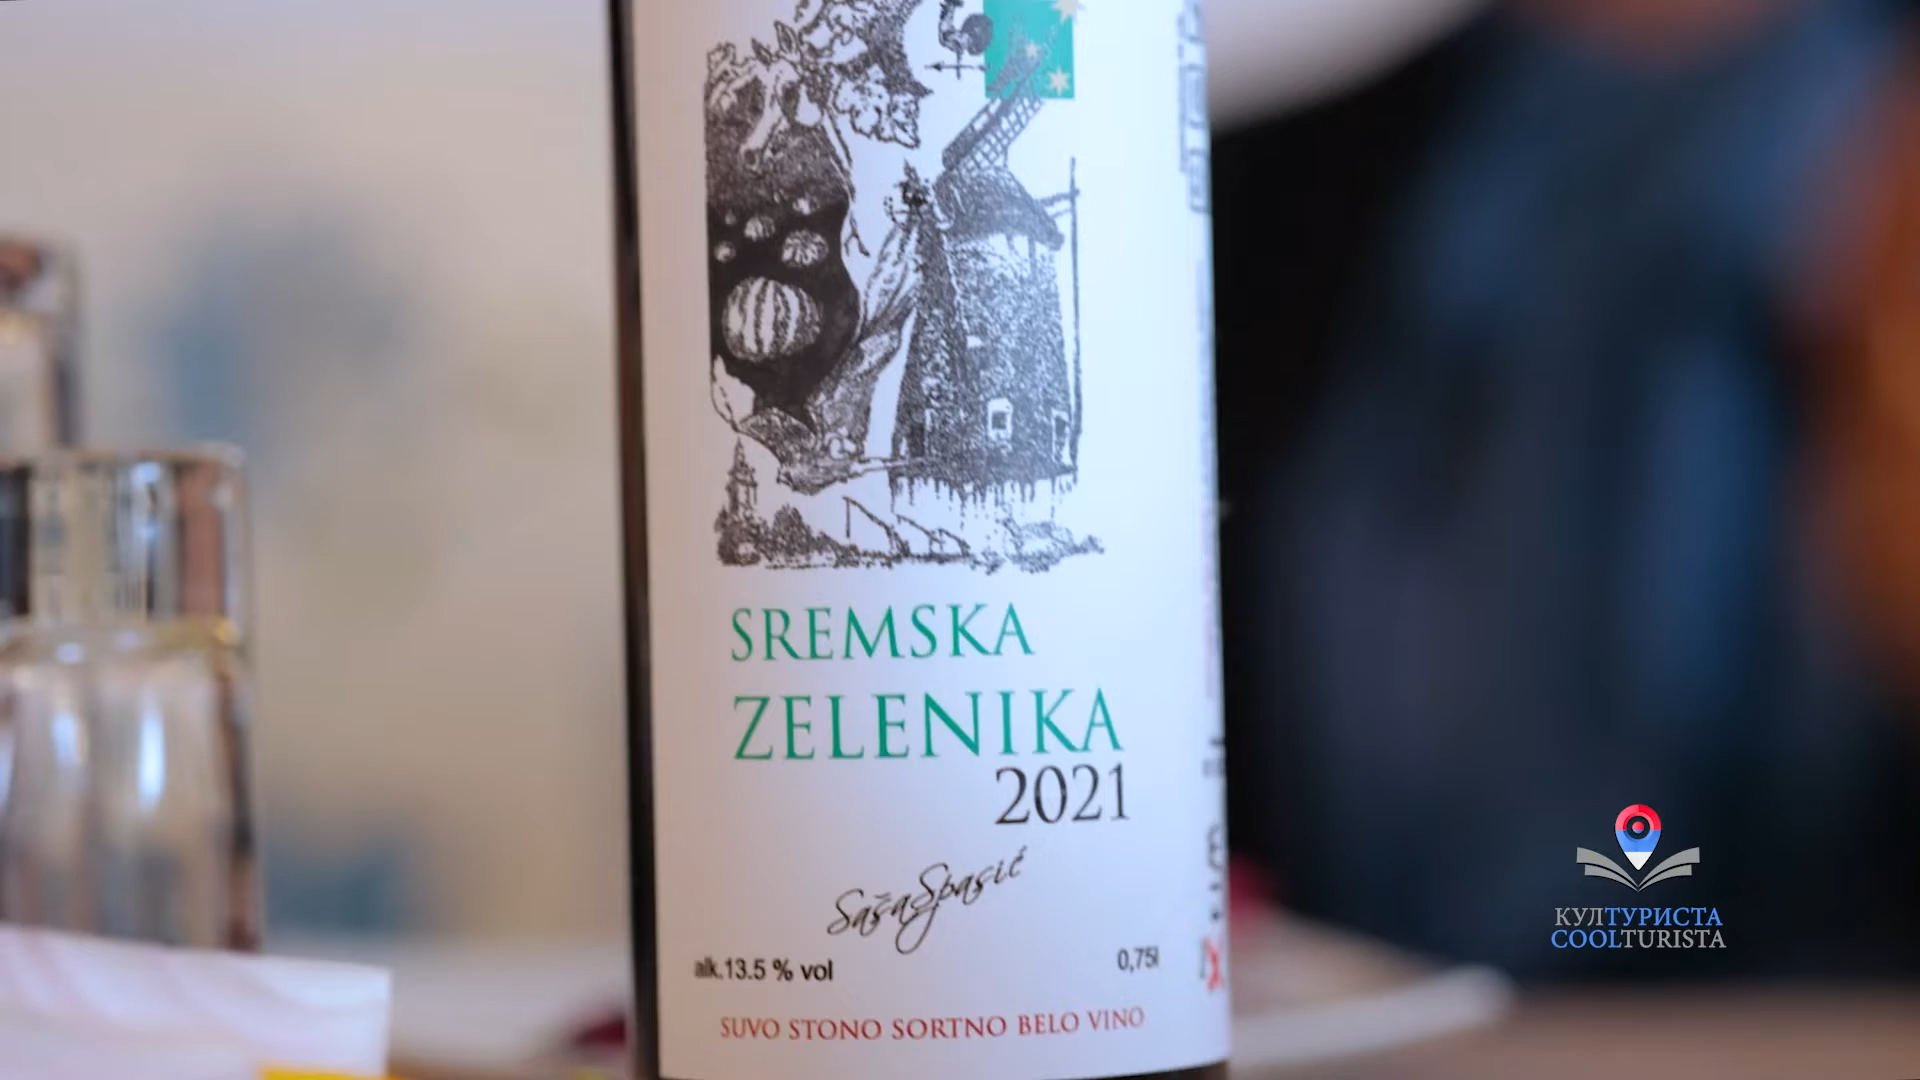 SREMSKA
ZELENIKA
2021
SašaSpasić
alk.13.5 % vol
0,75l
SUVO STONO SORTNO BELO VINO
КУЛТУРИСТА
COOLTURISTA